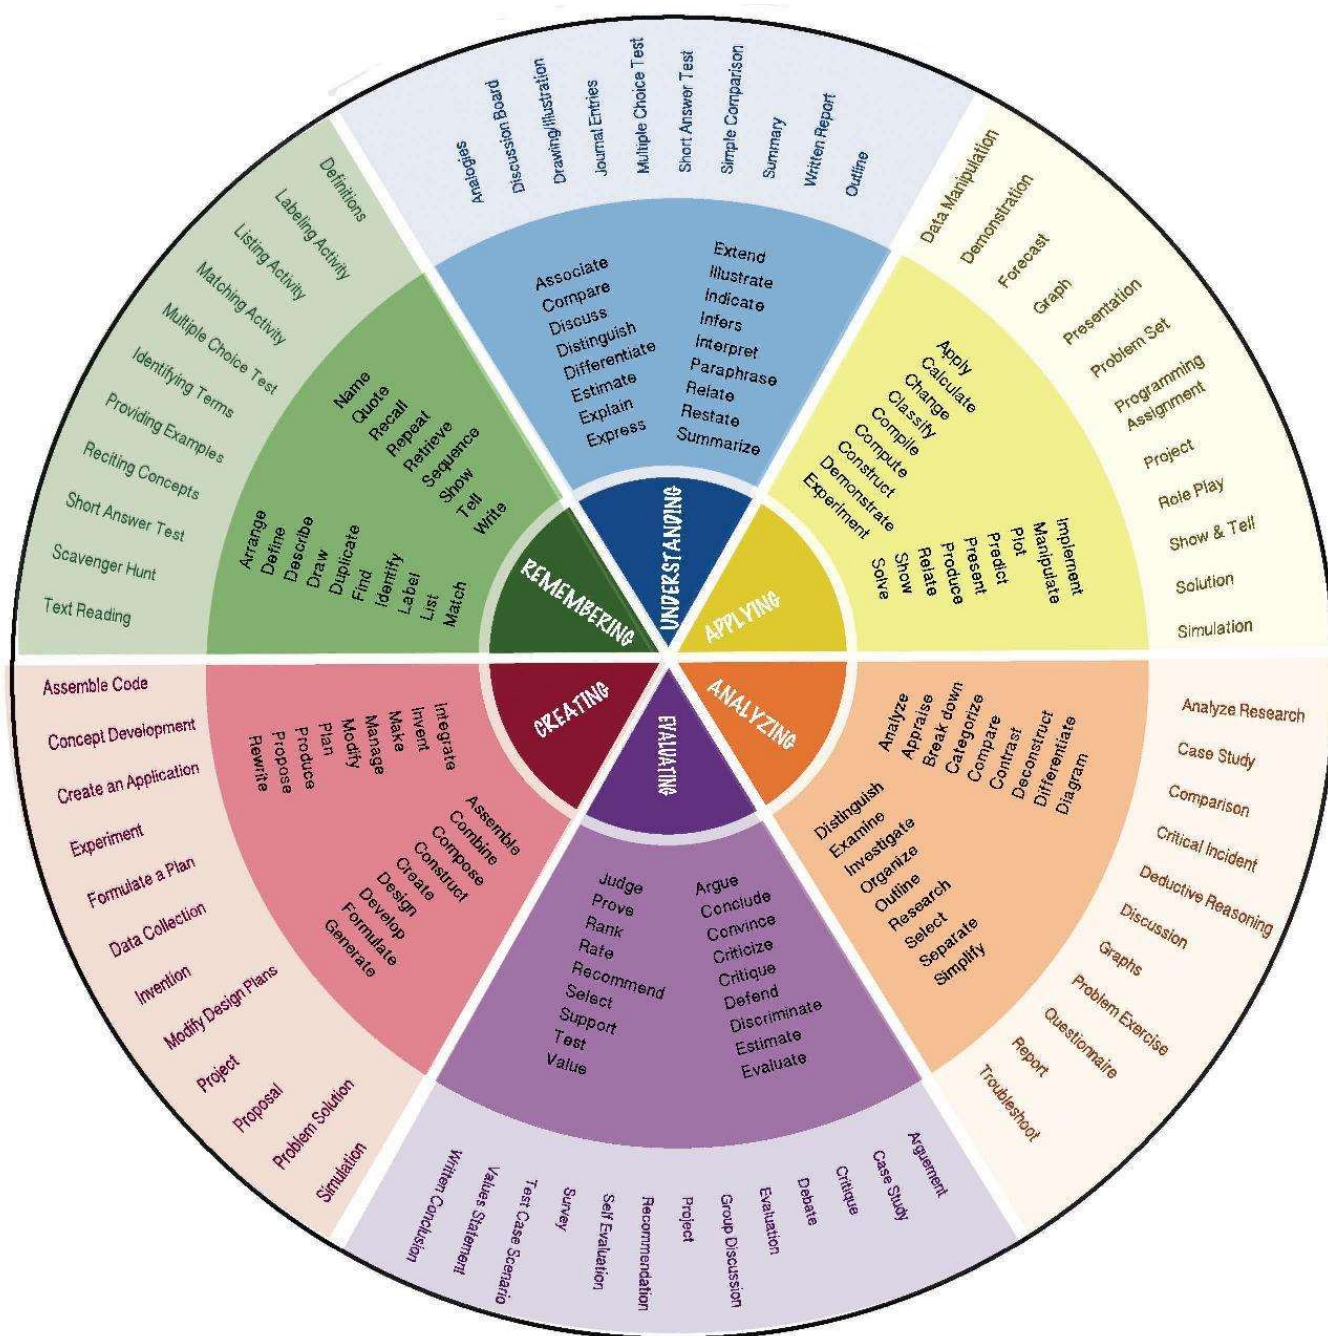 UNDERSTANDING
Associate
Compare
Discuss
Distinguish
Differentiate
Estimate
Explain
Express
Extend
Illustrate
Indicate
Infers
Interpret
Paraphrase
Relate
Restate
Summarize
Analogies
Discussion Board
Drawing/Illustration
Journal Entries
Multiple Choice Test
Short Answer Test
Simple Comparison
Summary
Written Report
Outline
APPLYING
Apply
Calculate
Change
Classify
Compile
Compute
Construct
Demonstrate
Experiment
Implement
Manipulate
Plot
Predict
Present
Produce
Relate
Show
Solve
Data Manipulation
Demonstration
Forecast
Graph
Presentation
Problem Set
Programming
Assignment
Project
Role Play
Show & Tell
Solution
Simulation
ANALYZING
Analyze
Appraise
Break down
Categorize
Compare
Contrast
Deconstruct
Differentiate
Diagram
Distinguish
Examine
Investigate
Organize
Outline
Research
Select
Separate
Simplify
Analyze Research
Case Study
Comparison
Critical Incident
Deductive Reasoning
Discussion
Graphs
Problem Exercise
Questionnaire
Report
Troubleshoot
EVALUATING
Argue
Conclude
Convince
Criticize
Critique
Defend
Discriminate
Estimate
Evaluate
Judge
Prove
Rank
Rate
Recommend
Select
Support
Test
Value
Arguement
Case Study
Critique
Debate
Evaluation
Group Discussion
Project
Recommendation
Self Evaluation
Survey
Test Case Scenario
Values Statement
Written Conclusion
CREATING
Assemble
Combine
Compose
Construct
Create
Design
Develop
Formulate
Generate
Integrate
Invent
Make
Manage
Modify
Plan
Produce
Propose
Rewrite
Assemble Code
Concept Development
Create an Application
Experiment
Formulate a Plan
Data Collection
Invention
Modify Design Plans
Project
Proposal
Problem Solution
Simulation
REMEMBERING
Arrange
Define
Describe
Draw
Duplicate
Find
Identify
Label
List
Match
Name
Quote
Recall
Repeat
Retrieve
Sequence
Show
Tell
Write
Definitions
Labeling Activity
Listing Activity
Matching Activity
Multiple Choice Test
Identifying Terms
Providing Examples
Reciting Concepts
Short Answer Test
Scavenger Hunt
Text Reading